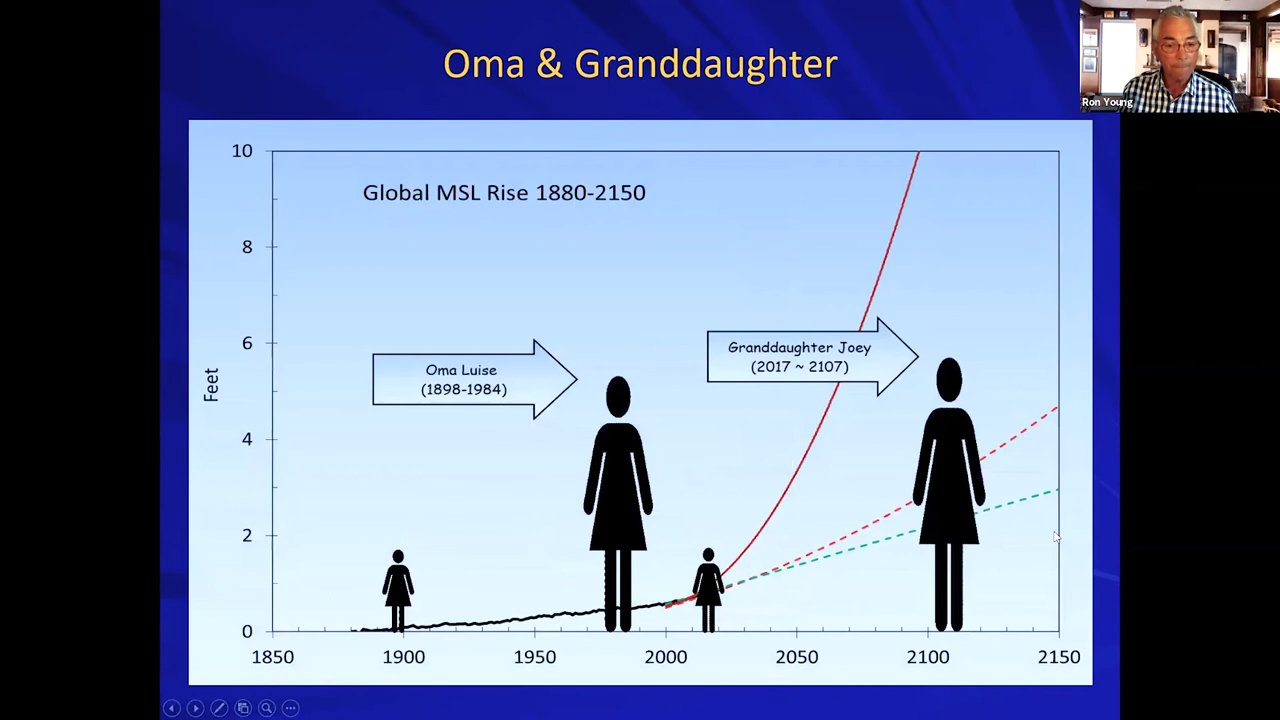 Oma & Granddaughter
Ron Young
Global MSL Rise 1880-2150
10
8
6
4
2
0
Feet
Oma Luise
(1898-1984)
Granddaughter Joey
(2017 ~ 2107)
1850 1900 1950 2000 2050 2100 2150